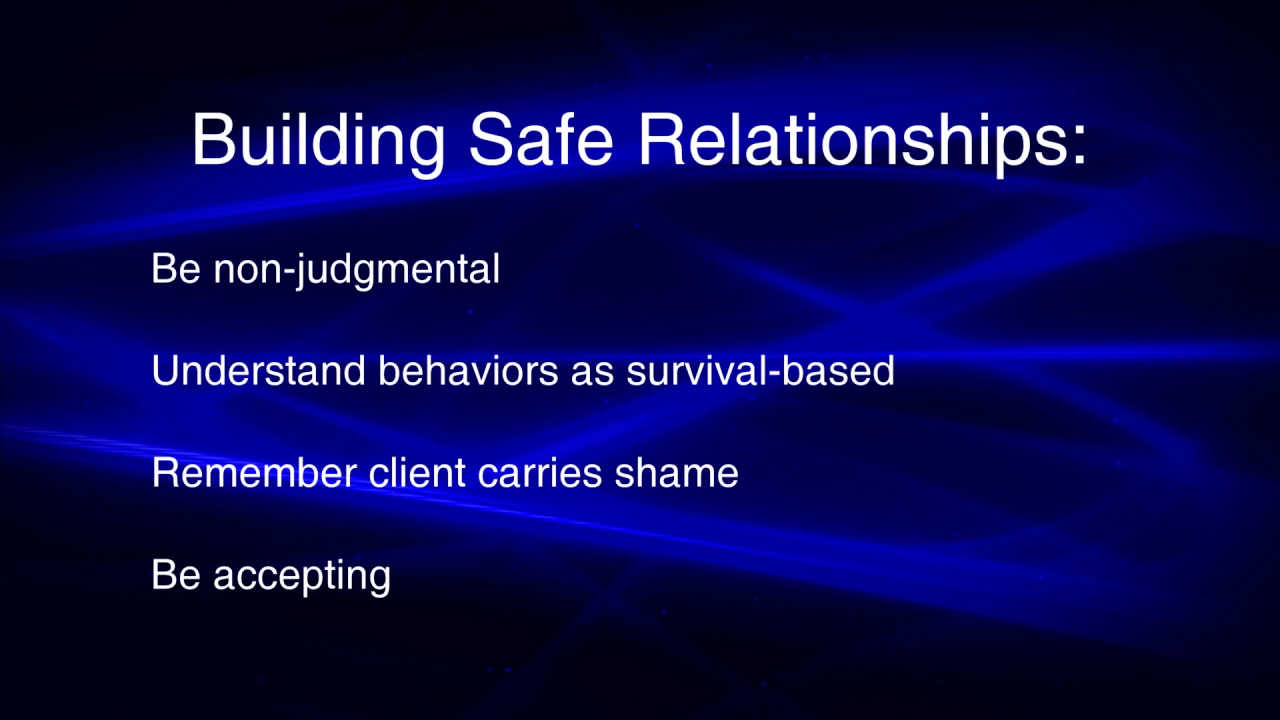 Building Safe Relationships:
Be non-judgmental
Understand behaviors as survival-based
Remember client carries shame
Be accepting